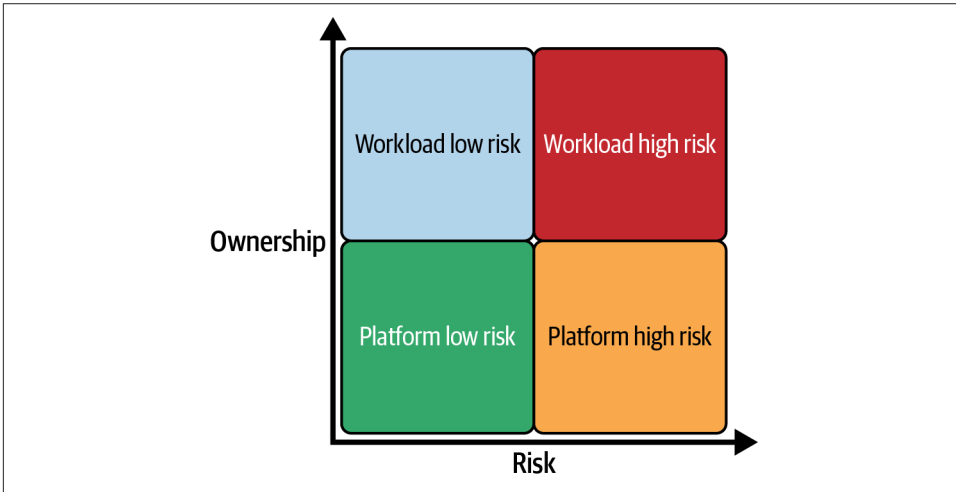 Workload low risk
Workload high risk
Ownership
Platform low risk
Platform high risk
Risk